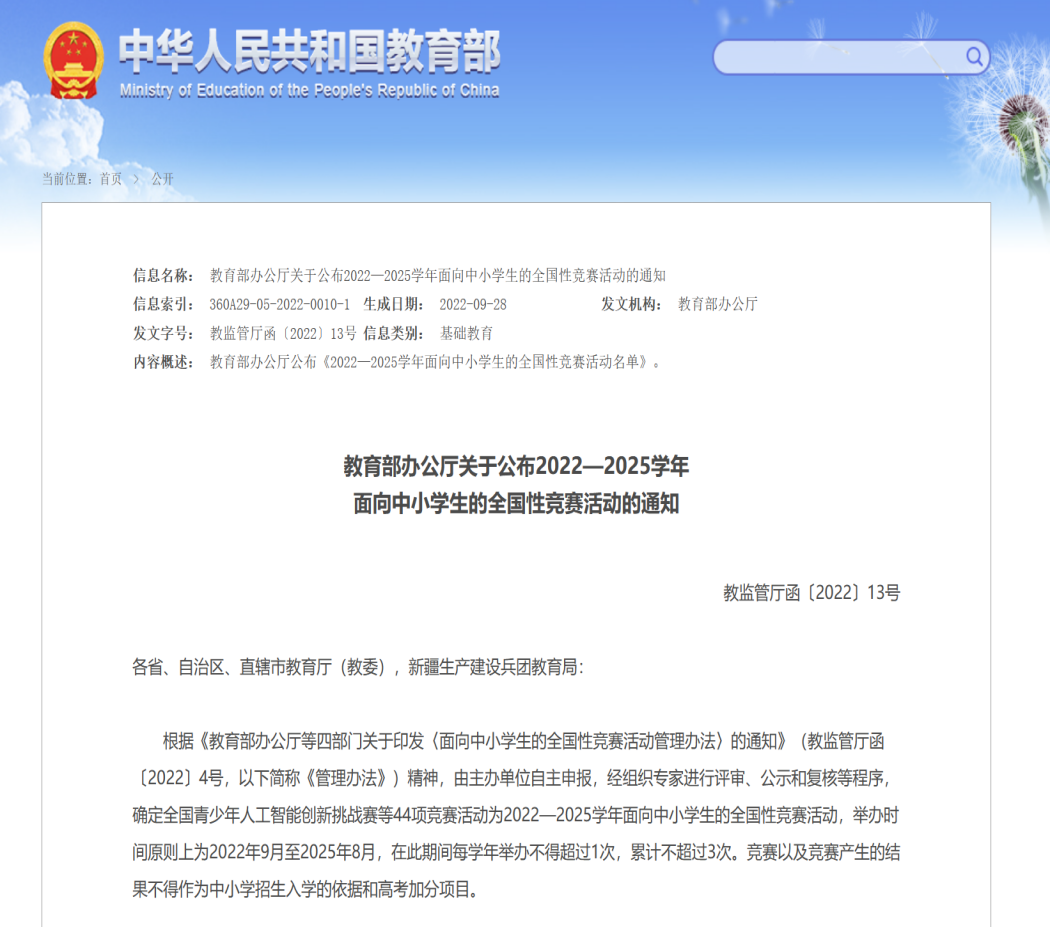 中华人民共和国教育部
Ministry of Education of the People's Republic of China
当前位置：首页 > 公开
信息名称： 教育部办公厅关于公布2022—2025学年面向中小学生的全国性竞赛活动的通知
信息索引： 360A29-05-2022-0010-1 生成日期： 2022-09-28 发文机构： 教育部办公厅
发文字号： 教监管厅函〔2022〕13号 信息类别： 基础教育
内容概述： 教育部办公厅公布《2022—2025学年面向中小学生的全国性竞赛活动名单》。
教育部办公厅关于公布2022—2025学年
面向中小学生的全国性竞赛活动的通知
教监管厅函〔2022〕13号
各省、自治区、直辖市教育厅（教委），新疆生产建设兵团教育局：
根据《教育部办公厅等四部门关于印发〈面向中小学生的全国性竞赛活动管理办法〉的通知》（教监管厅函
〔2022〕4号，以下简称《管理办法》）精神，由主办单位自主申报，经组织专家进行评审、公示和复核等程序，
确定全国青少年人工智能创新挑战赛等44项竞赛活动为2022—2025学年面向中小学生的全国性竞赛活动，举办时
间原则上为2022年9月至2025年8月，在此期间每学年举办不得超过1次，累计不超过3次。竞赛以及竞赛产生的结
果不得作为中小学招生入学的依据和高考加分项目。